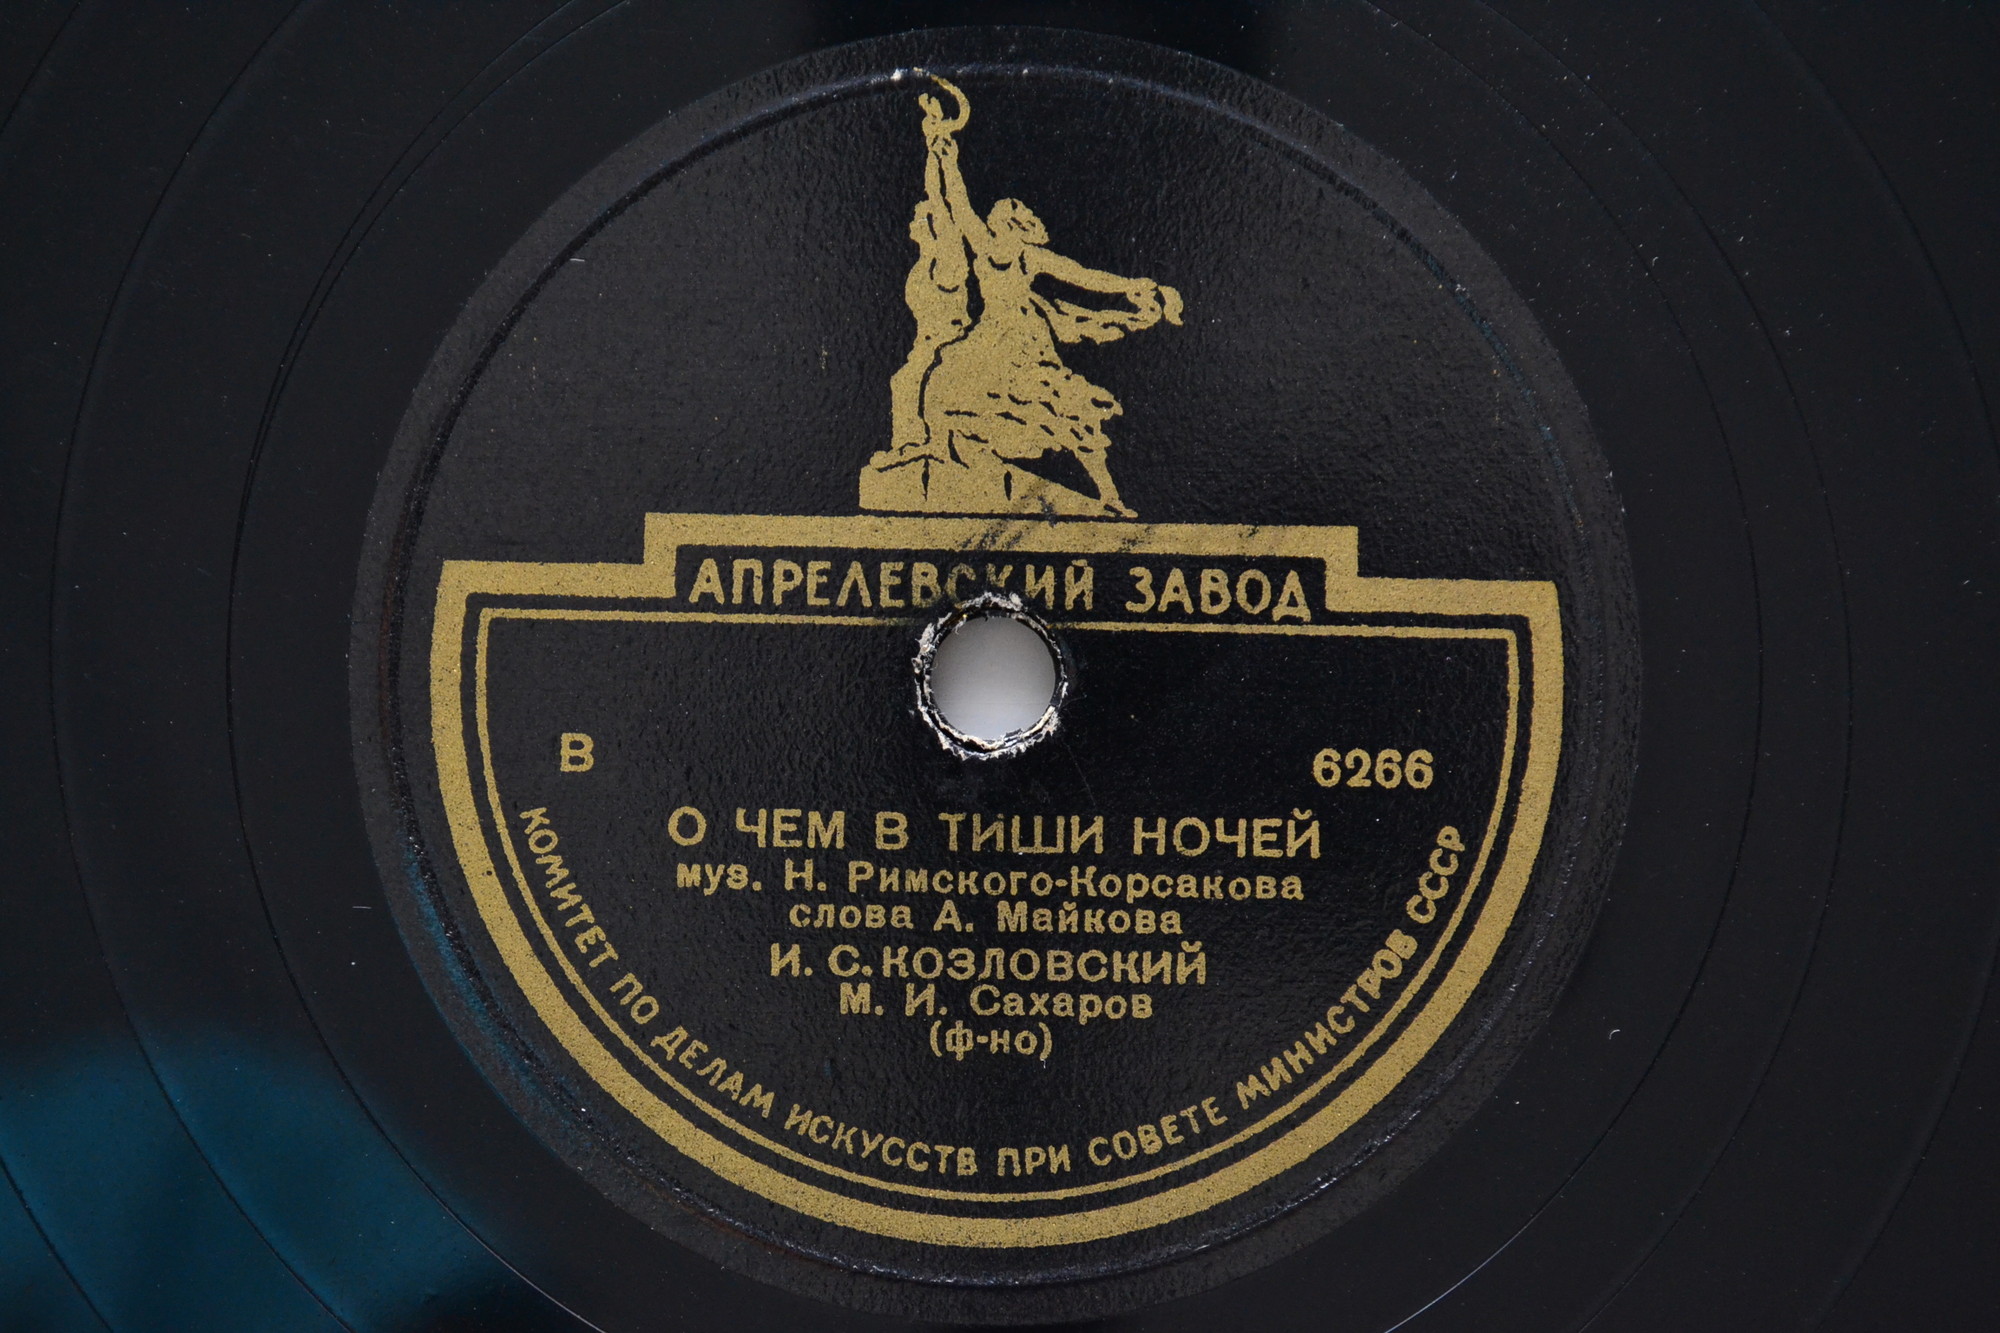 АПРЕЛЕВСКИЙ ЗАВОД
В 6266
О ЧЕМ В ТИШИ НОЧЕЙ
муз. Н. Римского-Корсакова
слова А. Майкова
И. С. КОЗЛОВСКИЙ
М. И. Сахаров
(ф-но)
КОМИТЕТ ПО ДЕЛАМ ИСКУССТВ ПРИ СОВЕТЕ МИНИСТРОВ СССР